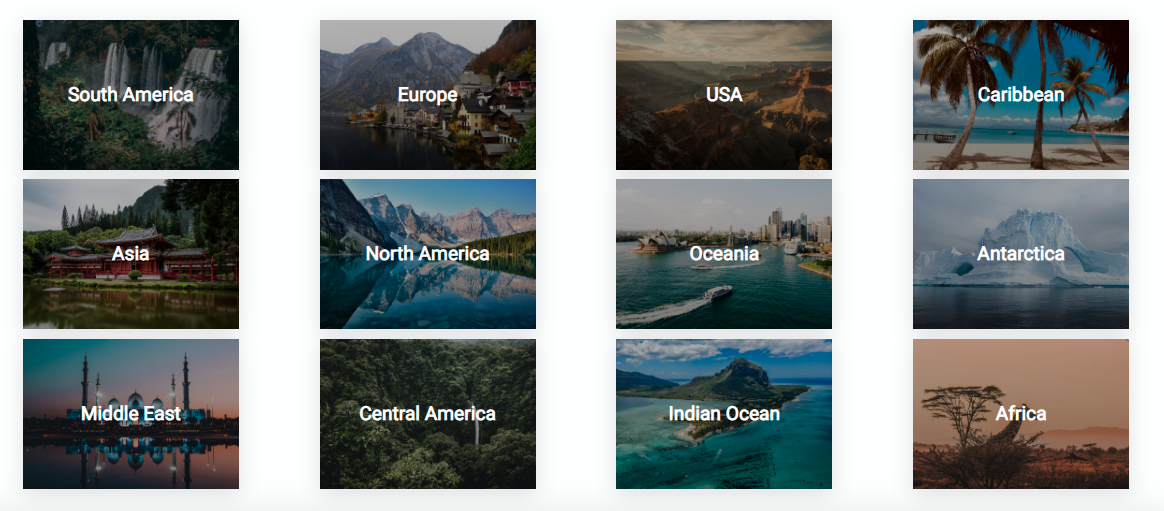 South America
Europe
USA
Caribbean
Asia
North America
Oceania
Antarctica
Middle East
Central America
Indian Ocean
Africa